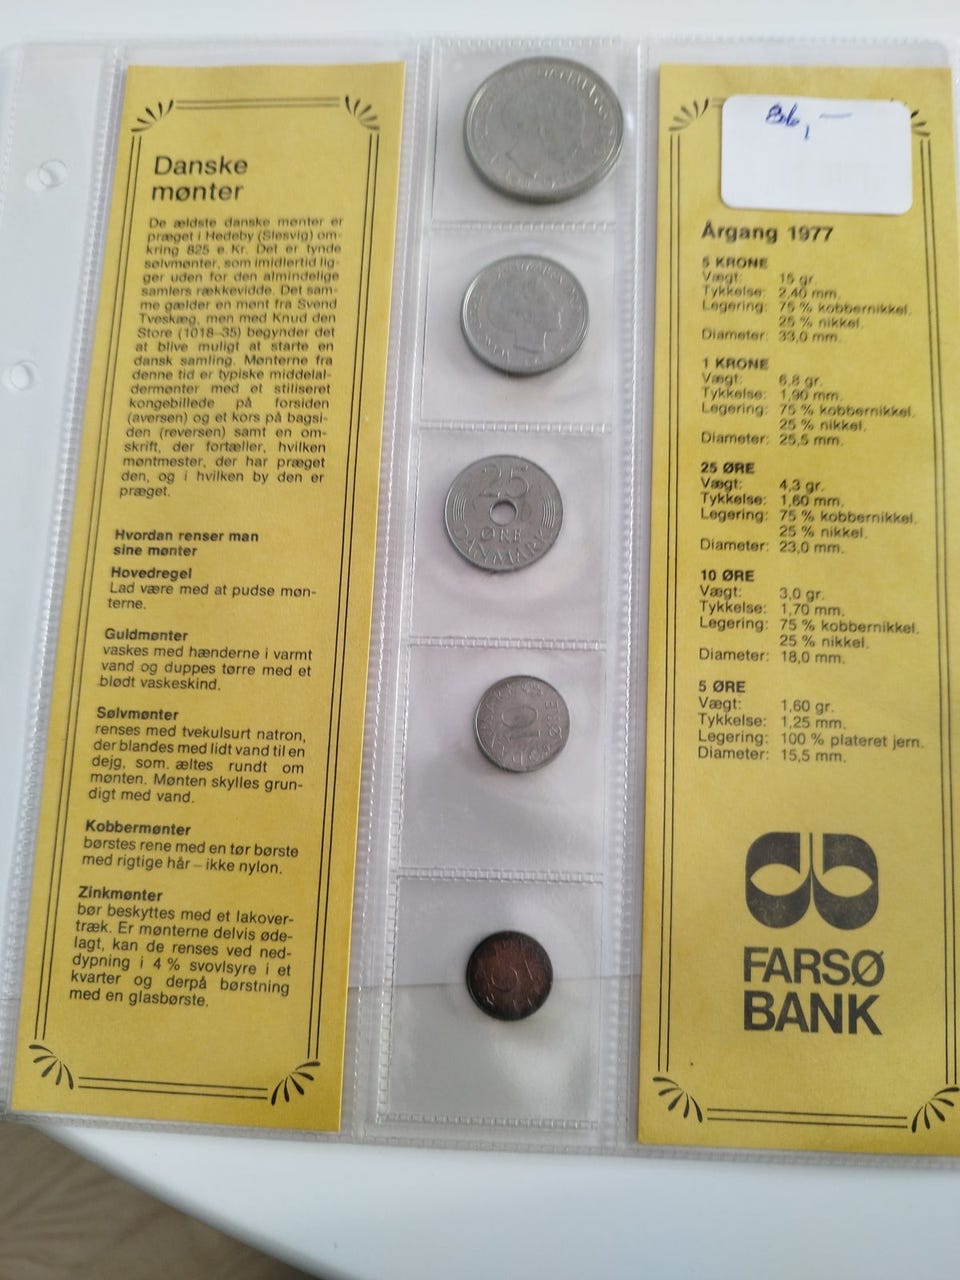 Danske
mønter
De ældste danske mønter er
præget i Hedeby (Slesvig) om-
kring 825 e. Kr. Det er tynde
sølvmønter, som imidlertid lig-
ger uden for den almindelige
samlers rækkevidde. Det sam-
me gælder en mønt fra Svend
Tveskæg, men med Knud den
Store (1018–35) begynder det
at blive muligt at starte en
dansk samling. Mønterne fra
denne tid er typiske middelal-
dermønter med et stiliseret
kongebillede på forsiden
(aversen) og et kors på bagsi-
den (reversen) samt en om-
skrift, der fortæller, hvilken
møntmester, der har præget
den, og i hvilken by den er
præget.
Hvordan renser man
sine mønter
Hovedregel
Lad være med at pudse møn-
terne.
Guldmønter
vaskes med hænderne i varmt
vand og duppes tørre med et
blødt vaskeskind.
Sølvmønter
renses med tvekulsurt natron,
der blandes med lidt vand til en
dejg, som. æltes rundt om
mønten. Mønten skylles grun-
digt med vand.
Kobbermønter
børstes rene med en tør børste
med rigtige hår – ikke nylon.
Zinkmønter
bør beskyttes med et lakover-
træk. Er mønterne delvis øde-
lagt, kan de renses ved ned-
dypning i 4 % svovlsyre i et
kvarter og derpå børstning
med en glasbørste.
25
ØRE
DANMARK
10
ØRE
5
86,–
Årgang 1977
5 KRONE
Vægt: 15 gr.
Tykkelse: 2,40 mm.
Legering: 75 % kobbernikkel.
25 % nikkel.
Diameter: 33,0 mm.
1 KRONE
Vægt: 6,8 gr.
Tykkelse: 1,90 mm.
Legering: 75 % kobbernikkel.
25 % nikkel.
Diameter: 25,5 mm.
25 ØRE
Vægt: 4,3 gr.
Tykkelse: 1,60 mm.
Legering: 75 % kobbernikkel.
25 % nikkel.
Diameter: 23,0 mm.
10 ØRE
Vægt: 3,0 gr.
Tykkelse: 1,70 mm.
Legering: 75 % kobbernikkel.
25 % nikkel.
Diameter: 18,0 mm.
5 ØRE
Vægt: 1,60 gr.
Tykkelse: 1,25 mm.
Legering: 100 % plateret jern.
Diameter: 15,5 mm.
FARSØ
BANK